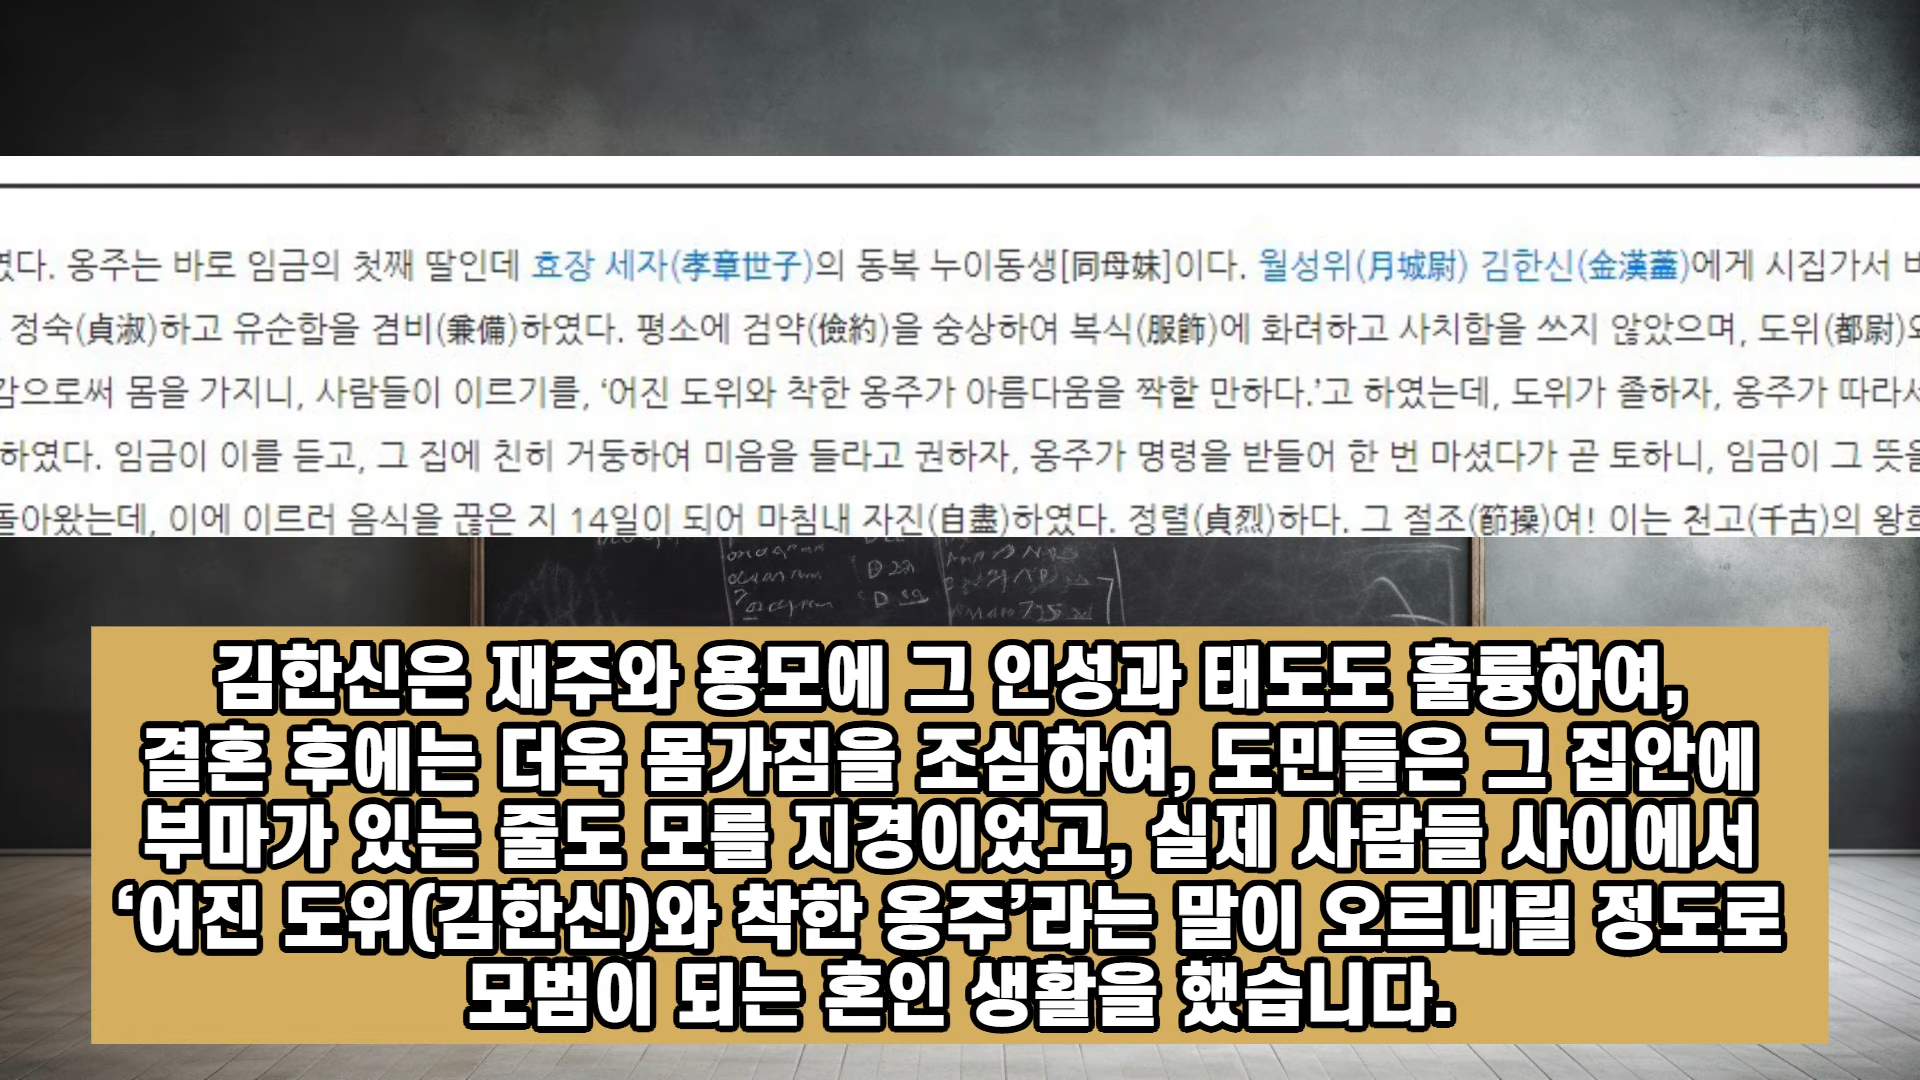 였다. 옹주는 바로 임금의 첫째 딸인데 효장 세자(孝章世子)의 동복 누이동생[同母妹]이다. 월성위(月城尉) 김한신(金漢藎)에게 시집가서
정숙(貞淑)하고 유순함을 겸비(兼備)하였다. 평소에 검약(儉約)을 숭상하여 복식(服飾)에 화려하고 사치함을 쓰지 않았으며, 도위(都尉)와
감으로써 몸을 가지니, 사람들이 이르기를, ‘어진 도위와 착한 옹주가 아름다움을 짝할 만하다.’고 하였는데, 도위가 졸하자, 옹주가 따라서
하였다. 임금이 이를 듣고, 그 집에 친히 거둥하여 미음을 들라고 권하자, 옹주가 명령을 받들어 한 번 마셨다가 곧 토하니, 임금이 그 뜻을
돌아왔는데, 이에 이르러 음식을 끊은 지 14일이 되어 마침내 자진(自盡)하였다. 정렬(貞烈)하다. 그 절조(節操)여! 이는 천고(千古)의 왕희
김한신은 재주와 용모에 그 인성과 태도도 훌륭하여,
결혼 후에는 더욱 몸가짐을 조심하여, 도민들은 그 집안에
부마가 있는 줄도 모를 지경이었고, 실제 사람들 사이에서
‘어진 도위(김한신)와 착한 옹주’라는 말이 오르내릴 정도로
모범이 되는 혼인 생활을 했습니다.